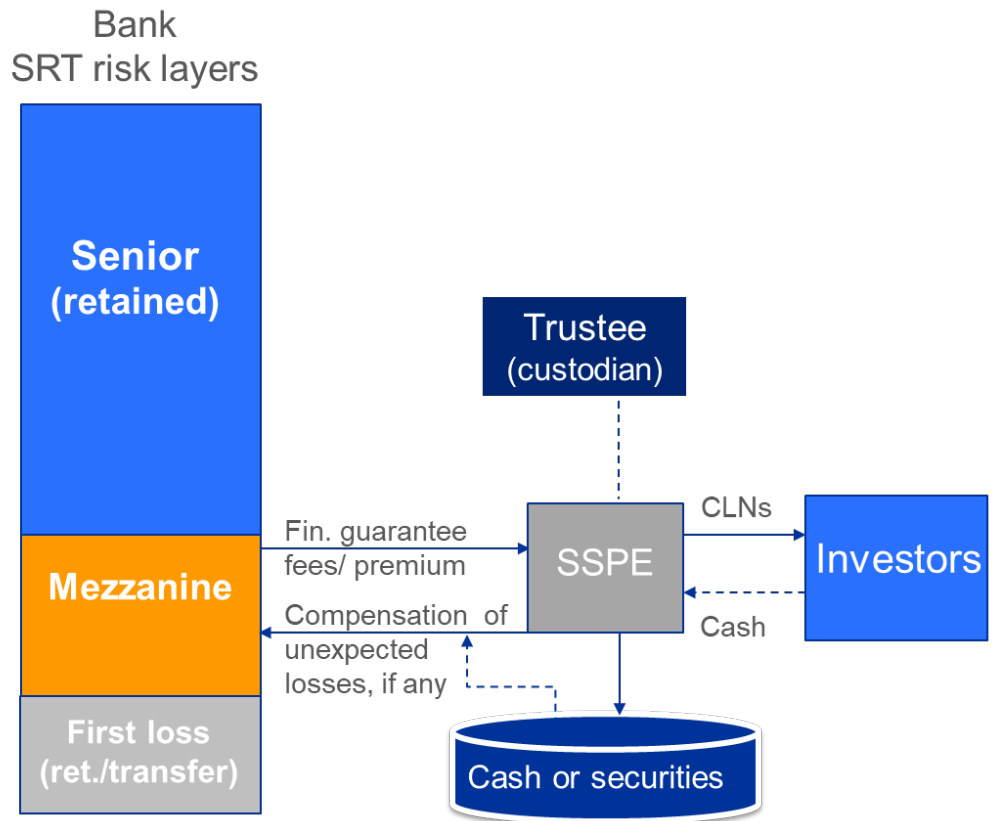 Bank
SRT risk layers
Senior
(retained)
Trustee
(custodian)
Fin. guarantee
fees/ premium
SSPE
CLNs
Investors
Cash
Mezzanine
Compensation of
unexpected
losses, if any
First loss
(ret./transfer)
Cash or securities